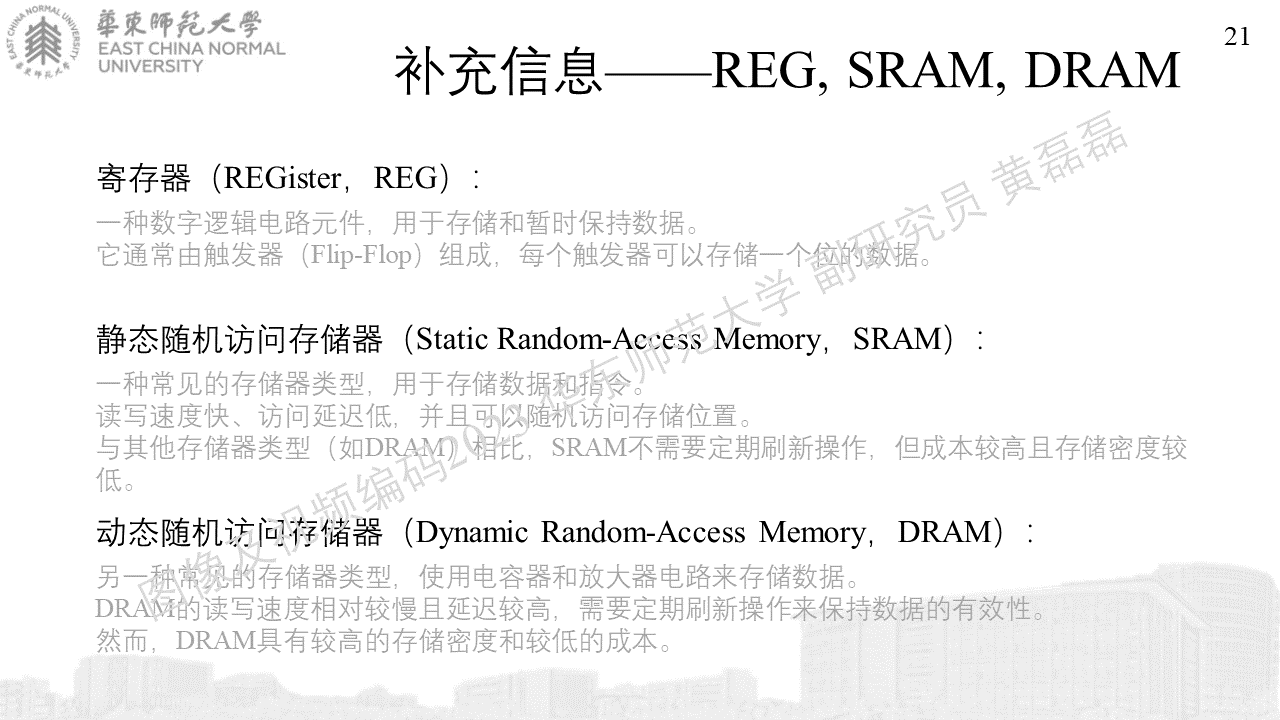 華東師範大學
EAST CHINA NORMAL
UNIVERSITY
21
补充信息——REG, SRAM, DRAM
寄存器（REGister，REG）：
一种数字逻辑电路元件，用于存储和暂时保持数据。
它通常由触发器（Flip-Flop）组成，每个触发器可以存储一个位的数据。
静态随机访问存储器（Static Random-Access Memory，SRAM）：
一种常见的存储器类型，用于存储数据和指令。
读写速度快、访问延迟低，并且可以随机访问存储位置。
与其他存储器类型（如DRAM）相比，SRAM不需要定期刷新操作，但成本较高且存储密度较
低。
动态随机访问存储器（Dynamic Random-Access Memory，DRAM）：
另一种常见的存储器类型，使用电容器和放大器电路来存储数据。
DRAM的读写速度相对较慢且延迟较高，需要定期刷新操作来保持数据的有效性。
然而，DRAM具有较高的存储密度和较低的成本。
图像及视频编码2023 华东师范大学 副研究员 黄磊磊
EAST CHINA NORMAL UNIVERSITY
華東師範大學